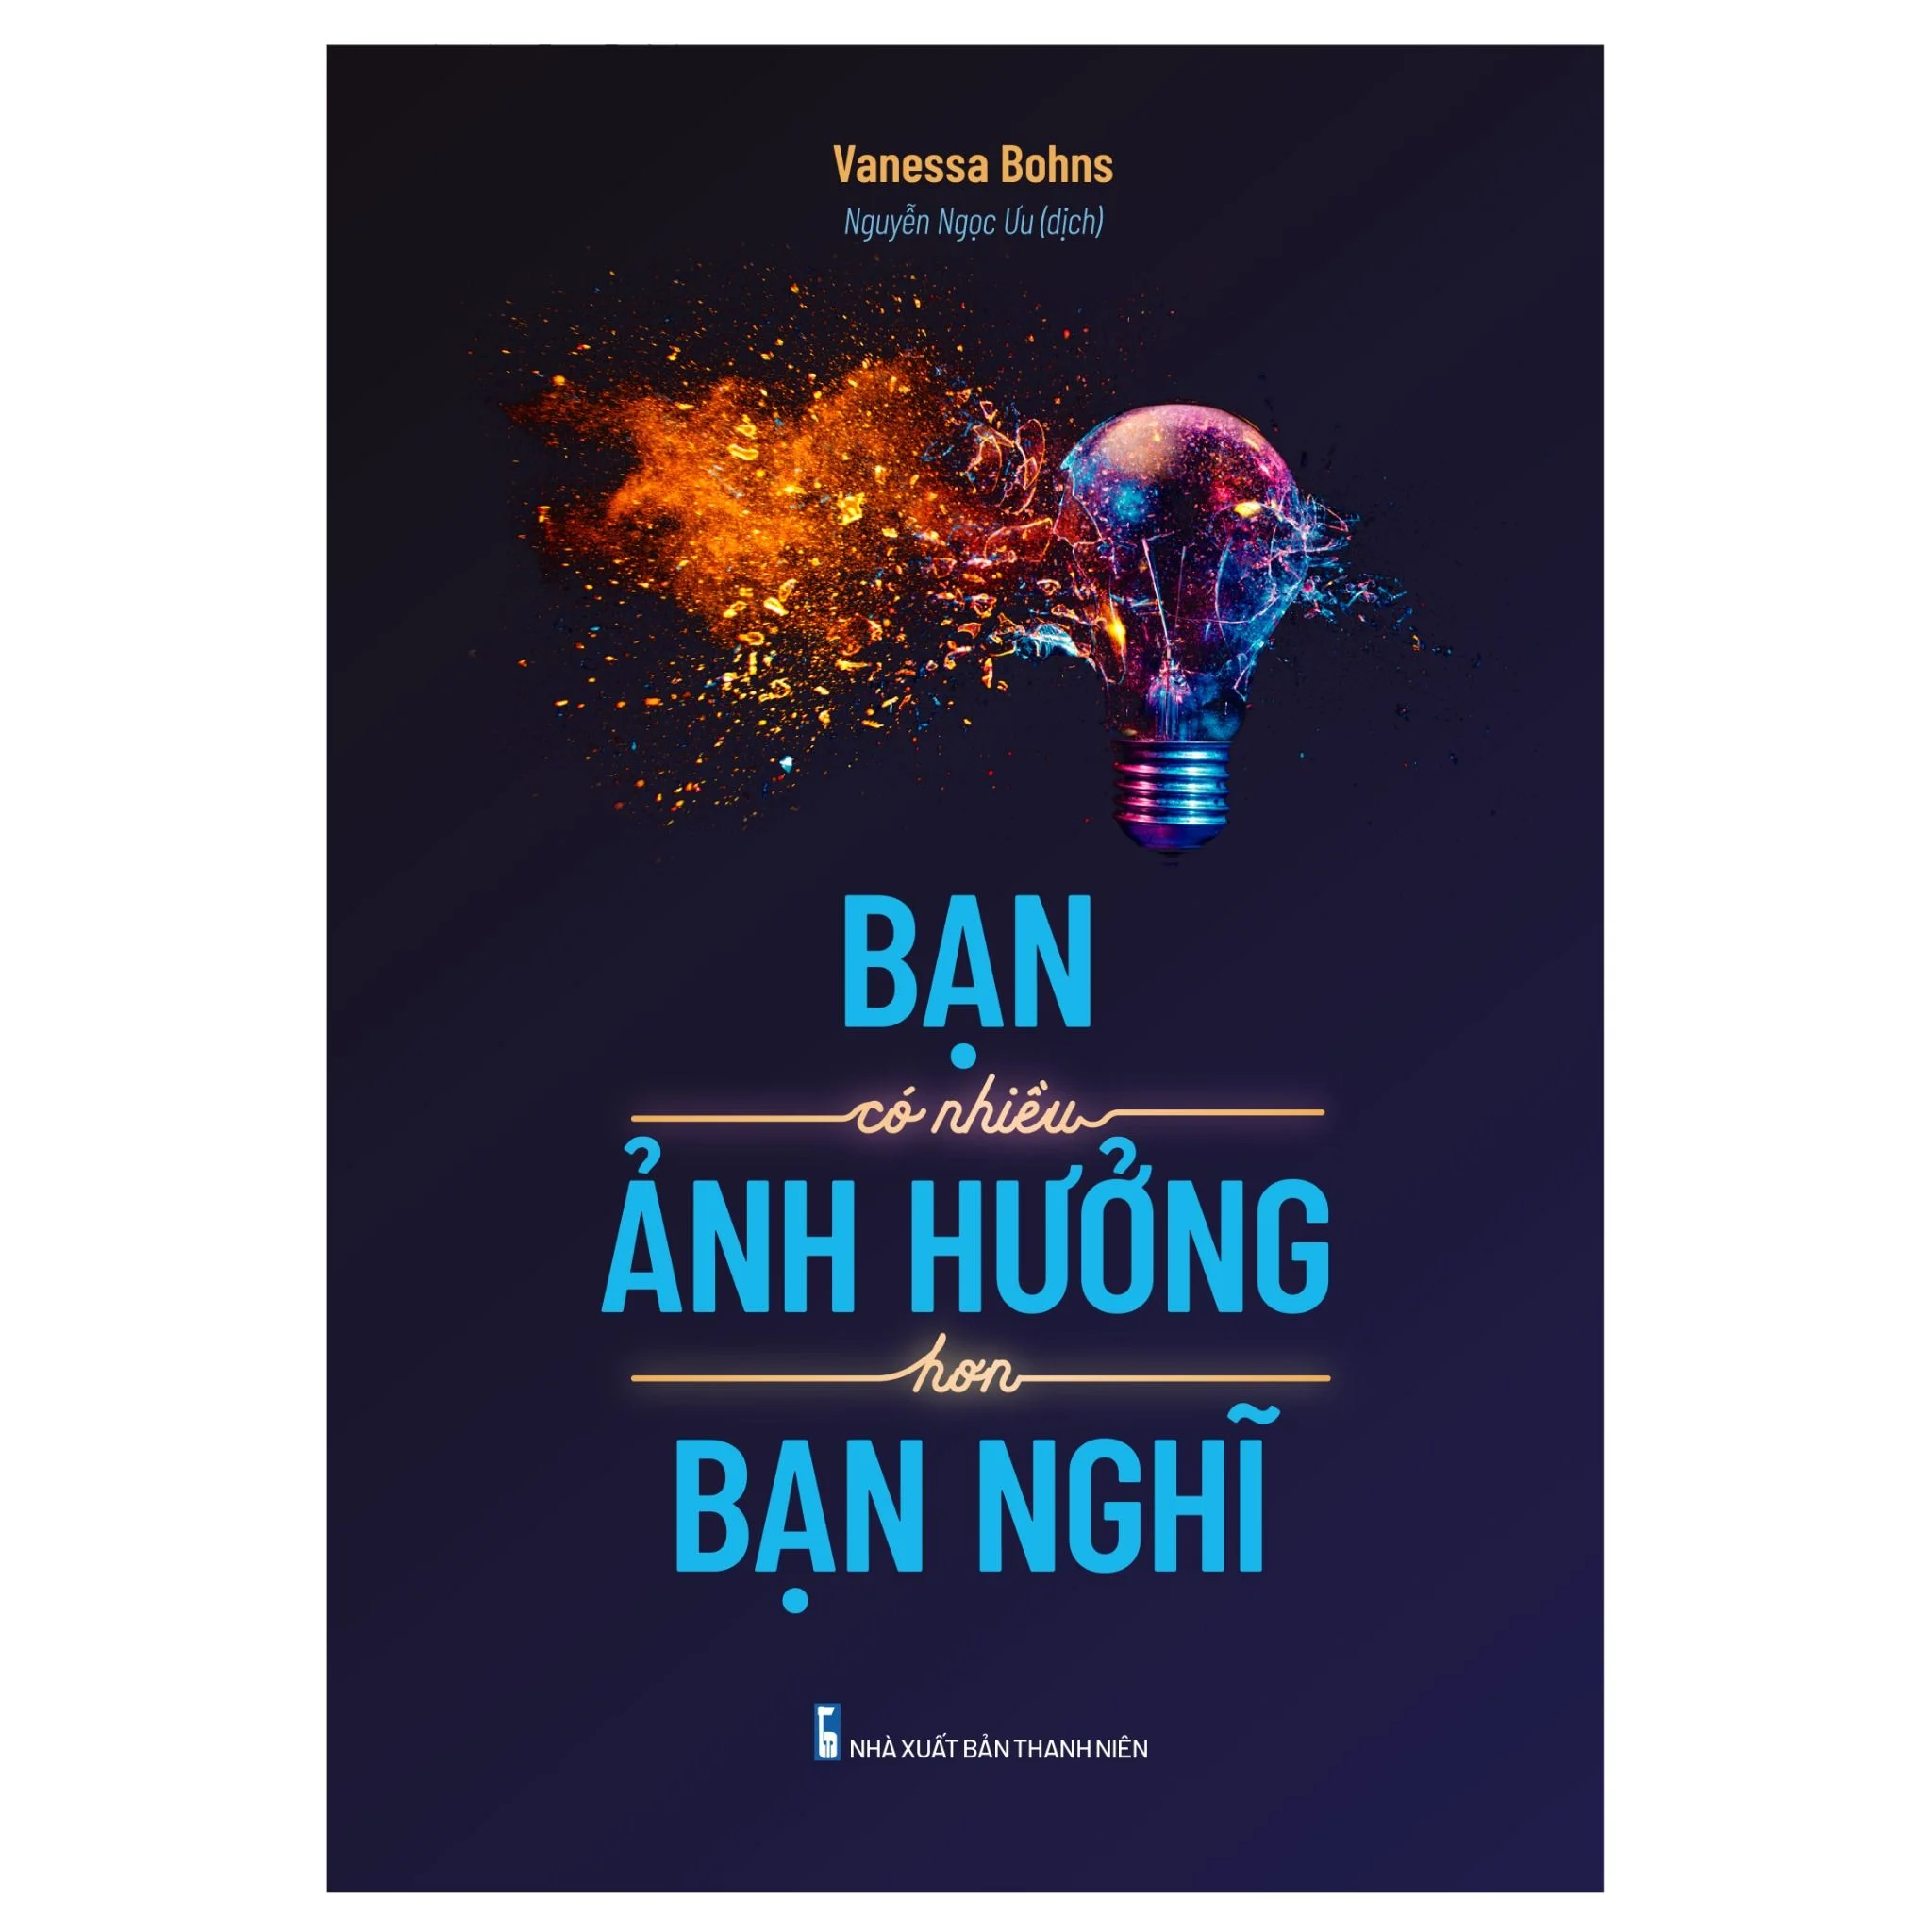 Vanessa Bohns
Nguyễn Ngọc Ưu (dịch)
BẠN
có nhiều
ẢNH HƯỞNG
hơn
BẠN NGHĨ
NHÀ XUẤT BẢN THANH NIÊN